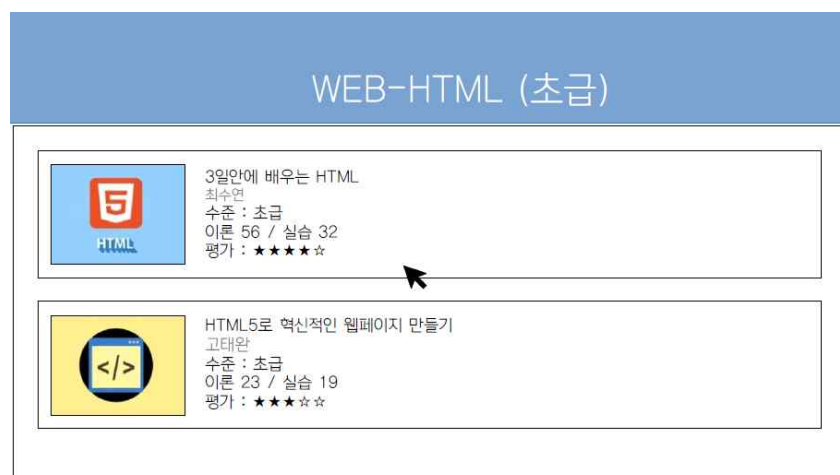 WEB-HTML (초급)
HTML
3일안에 배우는 HTML
최수연
수준 : 초급
이론 56 / 실습 32
평가 : ★★★★☆
</>
HTML5로 혁신적인 웹페이지 만들기
고태완
수준 : 초급
이론 23 / 실습 19
평가 : ★★★☆☆